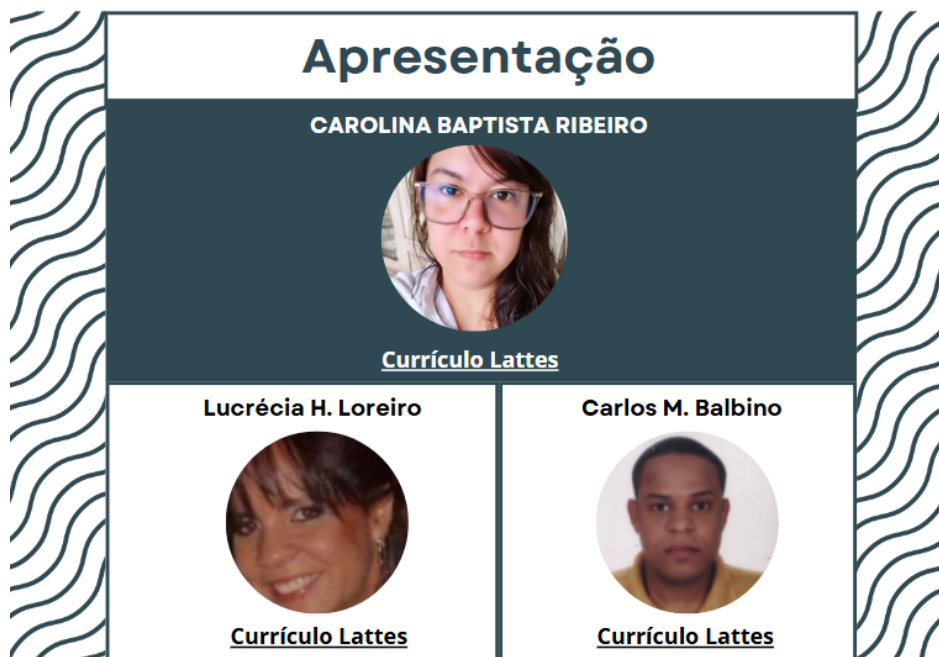 Apresentação
CAROLINA BAPTISTA RIBEIRO
Currículo Lattes
Lucrécia H. Loreiro
Carlos M. Balbino
Currículo Lattes
Currículo Lattes